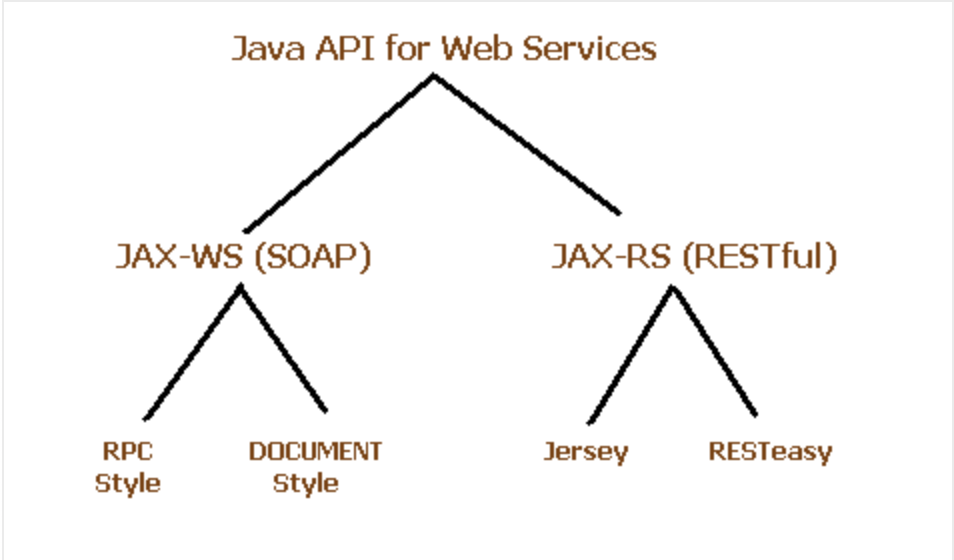 Java API for Web Services
JAX-WS (SOAP)
JAX-RS (RESTful)
RPC
Style
DOCUMENT
Style
Jersey
RESTeasy